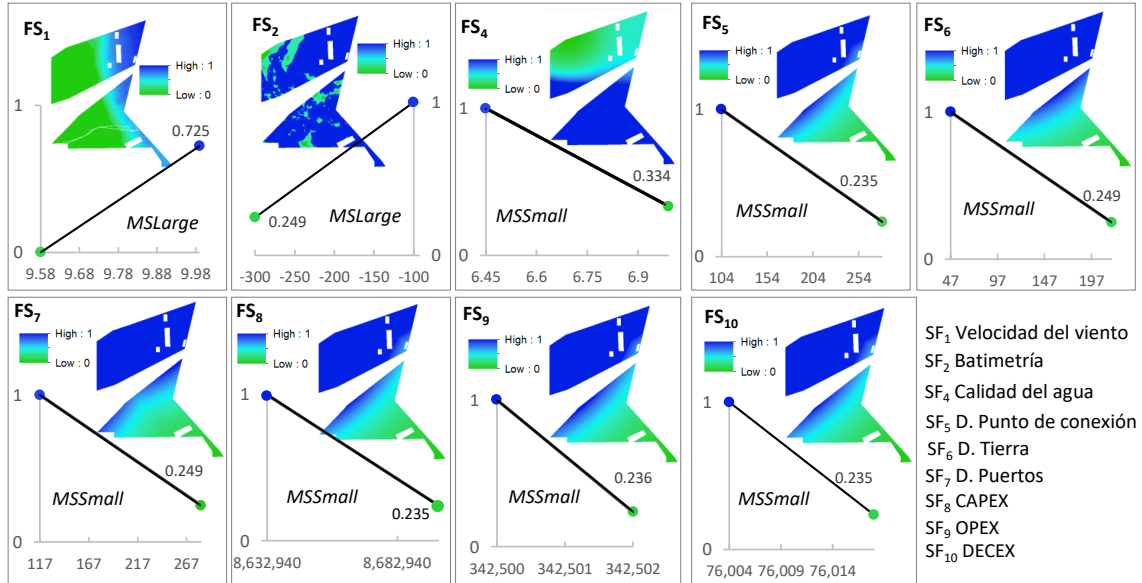 FS₁
High : 1
Low : 0
1
0.725
MSLarge
0
9.58 9.68 9.78 9.88 9.98
FS₂
High : 1
Low : 0
1
0.249
MSLarge
0
-300 -250 -200 -150 -100
FS₄
High : 1
Low : 0
1
0.334
MSSmall
0
6.45 6.6 6.75 6.9
FS₅
High : 1
Low : 0
1
0.235
MSSmall
0
104 154 204 254
FS₆
High : 1
Low : 0
1
0.249
MSSmall
0
47 97 147 197
FS₇
High : 1
Low : 0
1
0.249
MSSmall
0
117 167 217 267
FS₈
High : 1
Low : 0
1
MSSmall
0.235
0
8,632,940 8,682,940
FS₉
High : 1
Low : 0
1
0.236
MSSmall
0
342,500 342,501 342,502
FS₁₀
High : 1
Low : 0
1
0.235
MSSmall
0
76,004 76,009 76,014
SF₁ Velocidad del viento
SF₂ Batimetría
SF₄ Calidad del agua
SF₅ D. Punto de conexión
SF₆ D. Tierra
SF₇ D. Puertos
SF₈ CAPEX
SF₉ OPEX
SF₁₀ DECEX